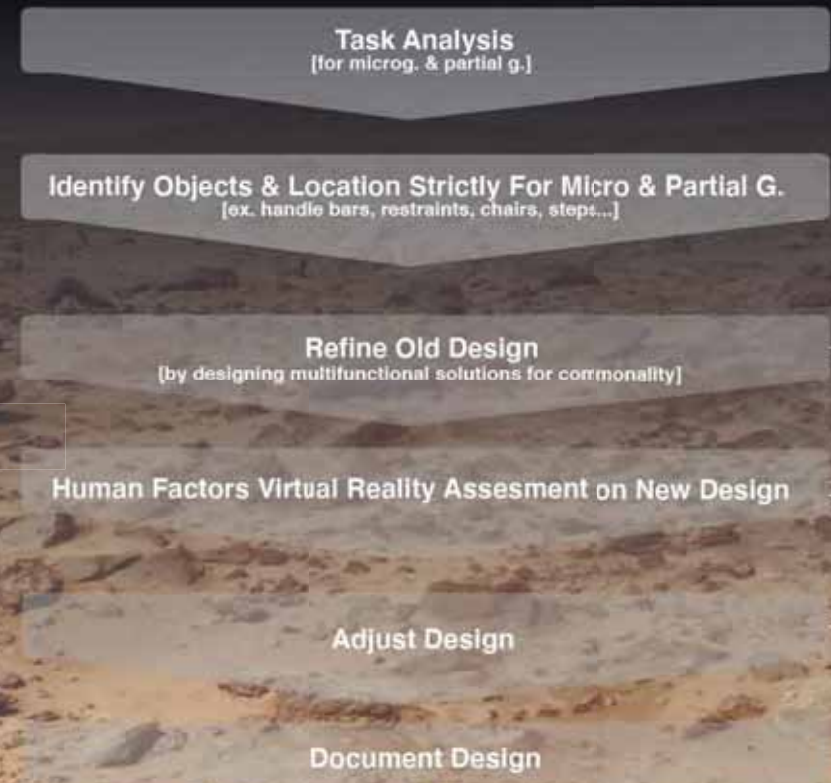 Task Analysis
[for microg. & partial g.]
Identify Objects & Location Strictly For Micro & Partial G.
[ex. handle bars, restraints, chairs, steps...]
Refine Old Design
[by designing multifunctional solutions for commonality]
Human Factors Virtual Reality Assesment on New Design
Adjust Design
Document Design